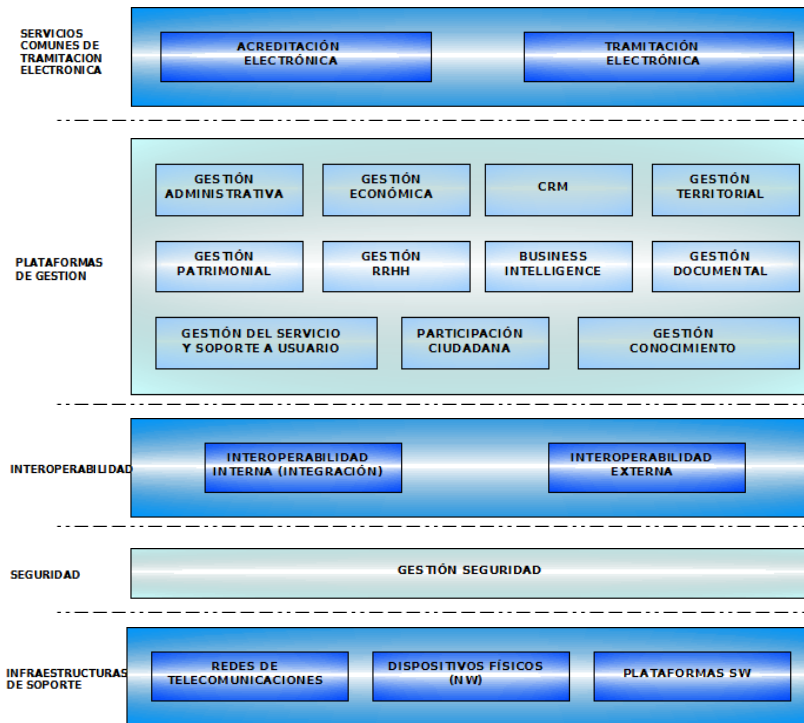 SERVICIOS
COMUNES DE
TRAMITACION
ELECTRONICA
ACREDITACIÓN
ELECTRÓNICA
TRAMITACIÓN
ELECTRÓNICA
PLATAFORMAS
DE GESTION
GESTIÓN
ADMINISTRATIVA
GESTIÓN
ECONÓMICA
CRM
GESTIÓN
TERRITORIAL
GESTIÓN
PATRIMONIAL
GESTIÓN
RRHH
BUSINESS
INTELLIGENCE
GESTIÓN
DOCUMENTAL
GESTIÓN DEL SERVICIO
Y SOPORTE A USUARIO
PARTICIPACIÓN
CIUDADANA
GESTIÓN
CONOCIMIENTO
INTEROPERABILIDAD
INTEROPERABILIDAD
INTERNA (INTEGRACIÓN)
INTEROPERABILIDAD
EXTERNA
SEGURIDAD
GESTIÓN SEGURIDAD
INFRAESTRUCTURAS
DE SOPORTE
REDES DE
TELECOMUNICACIONES
DISPOSITIVOS FÍSICOS
(NW)
PLATAFORMAS SW